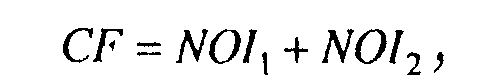 CF = NOI₁ + NOI₂,